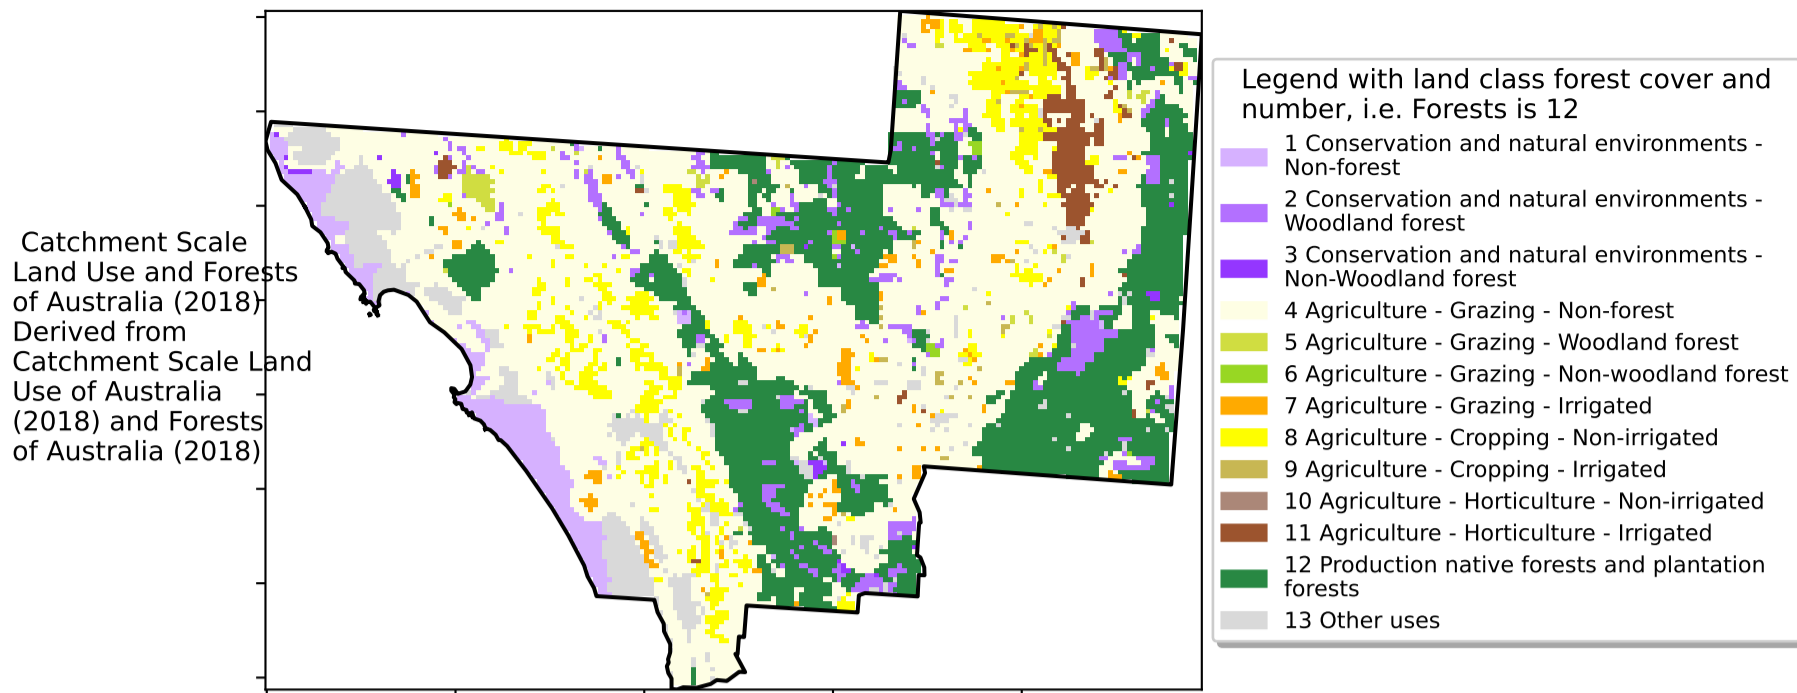 Catchment Scale
Land Use and Forests
of Australia (2018)
Derived from
Catchment Scale Land
Use of Australia
(2018) and Forests
of Australia (2018)
Legend with land class forest cover and
number, i.e. Forests is 12
1 Conservation and natural environments -
Non-forest
2 Conservation and natural environments -
Woodland forest
3 Conservation and natural environments -
Non-Woodland forest
4 Agriculture - Grazing - Non-forest
5 Agriculture - Grazing - Woodland forest
6 Agriculture - Grazing - Non-woodland forest
7 Agriculture - Grazing - Irrigated
8 Agriculture - Cropping - Non-irrigated
9 Agriculture - Cropping - Irrigated
10 Agriculture - Horticulture - Non-irrigated
11 Agriculture - Horticulture - Irrigated
12 Production native forests and plantation
forests
13 Other uses